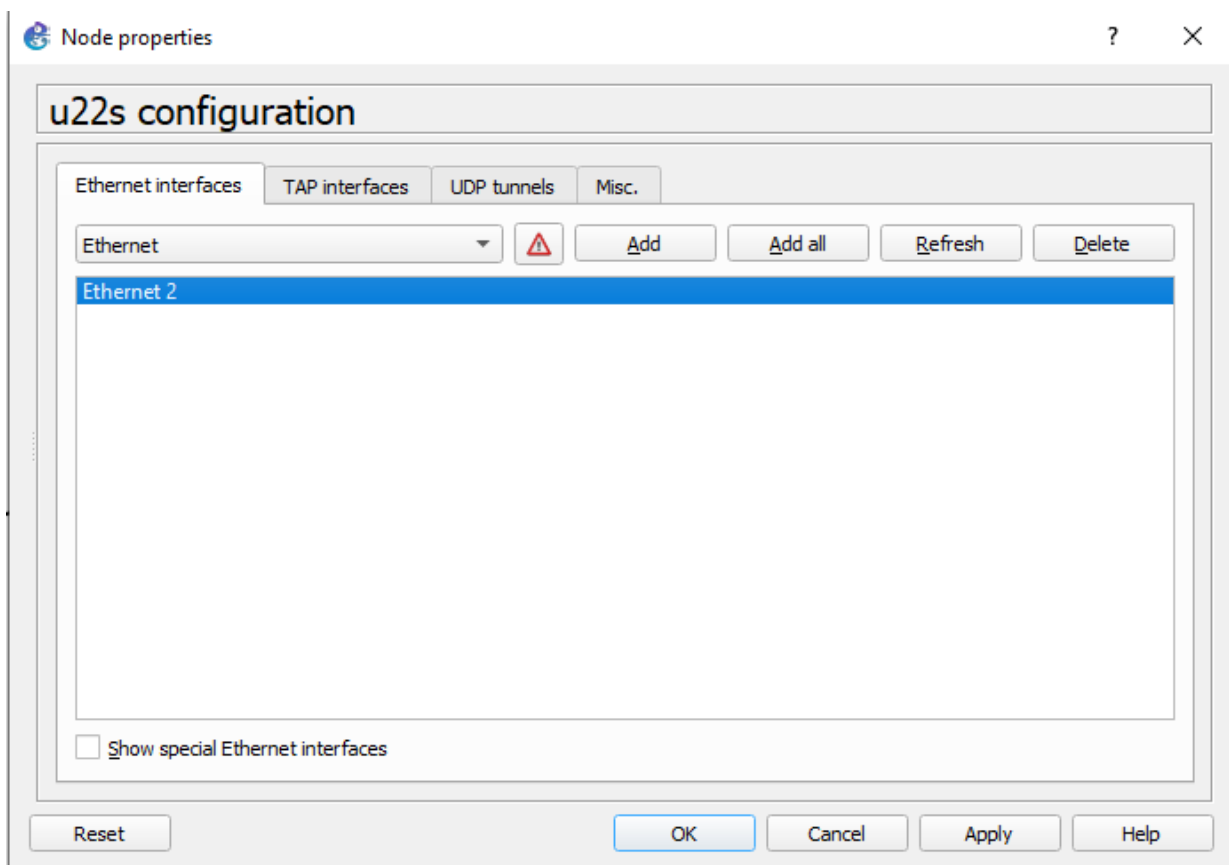 Node properties ?
u22s configuration
Ethernet interfaces TAP interfaces UDP tunnels Misc.
Ethernet Add Add all Refresh Delete
Ethernet 2
Show special Ethernet interfaces
Reset OK Cancel Apply Help